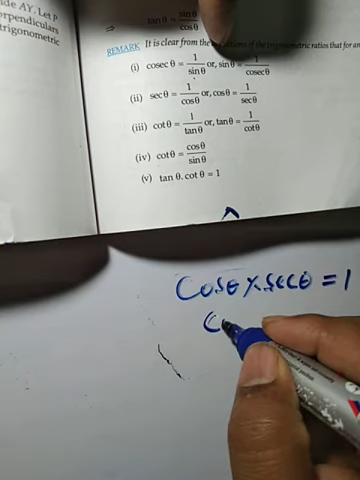 ide AY. Let P
erpendiculars
trigonometric
⇒ tan θ = sin θ / cos θ
REMARK It is clear from the of the trigonometric ratios that for an
(i) cosec θ = 1 / sin θ or, sin θ = 1 / cosec θ
(ii) sec θ = 1 / cos θ or, cos θ = 1 / sec θ
(iii) cot θ = 1 / tan θ or, tan θ = 1 / cot θ
(iv) cot θ = cos θ / sin θ
(v) tan θ. cot θ = 1
Cosθ x secθ = 1